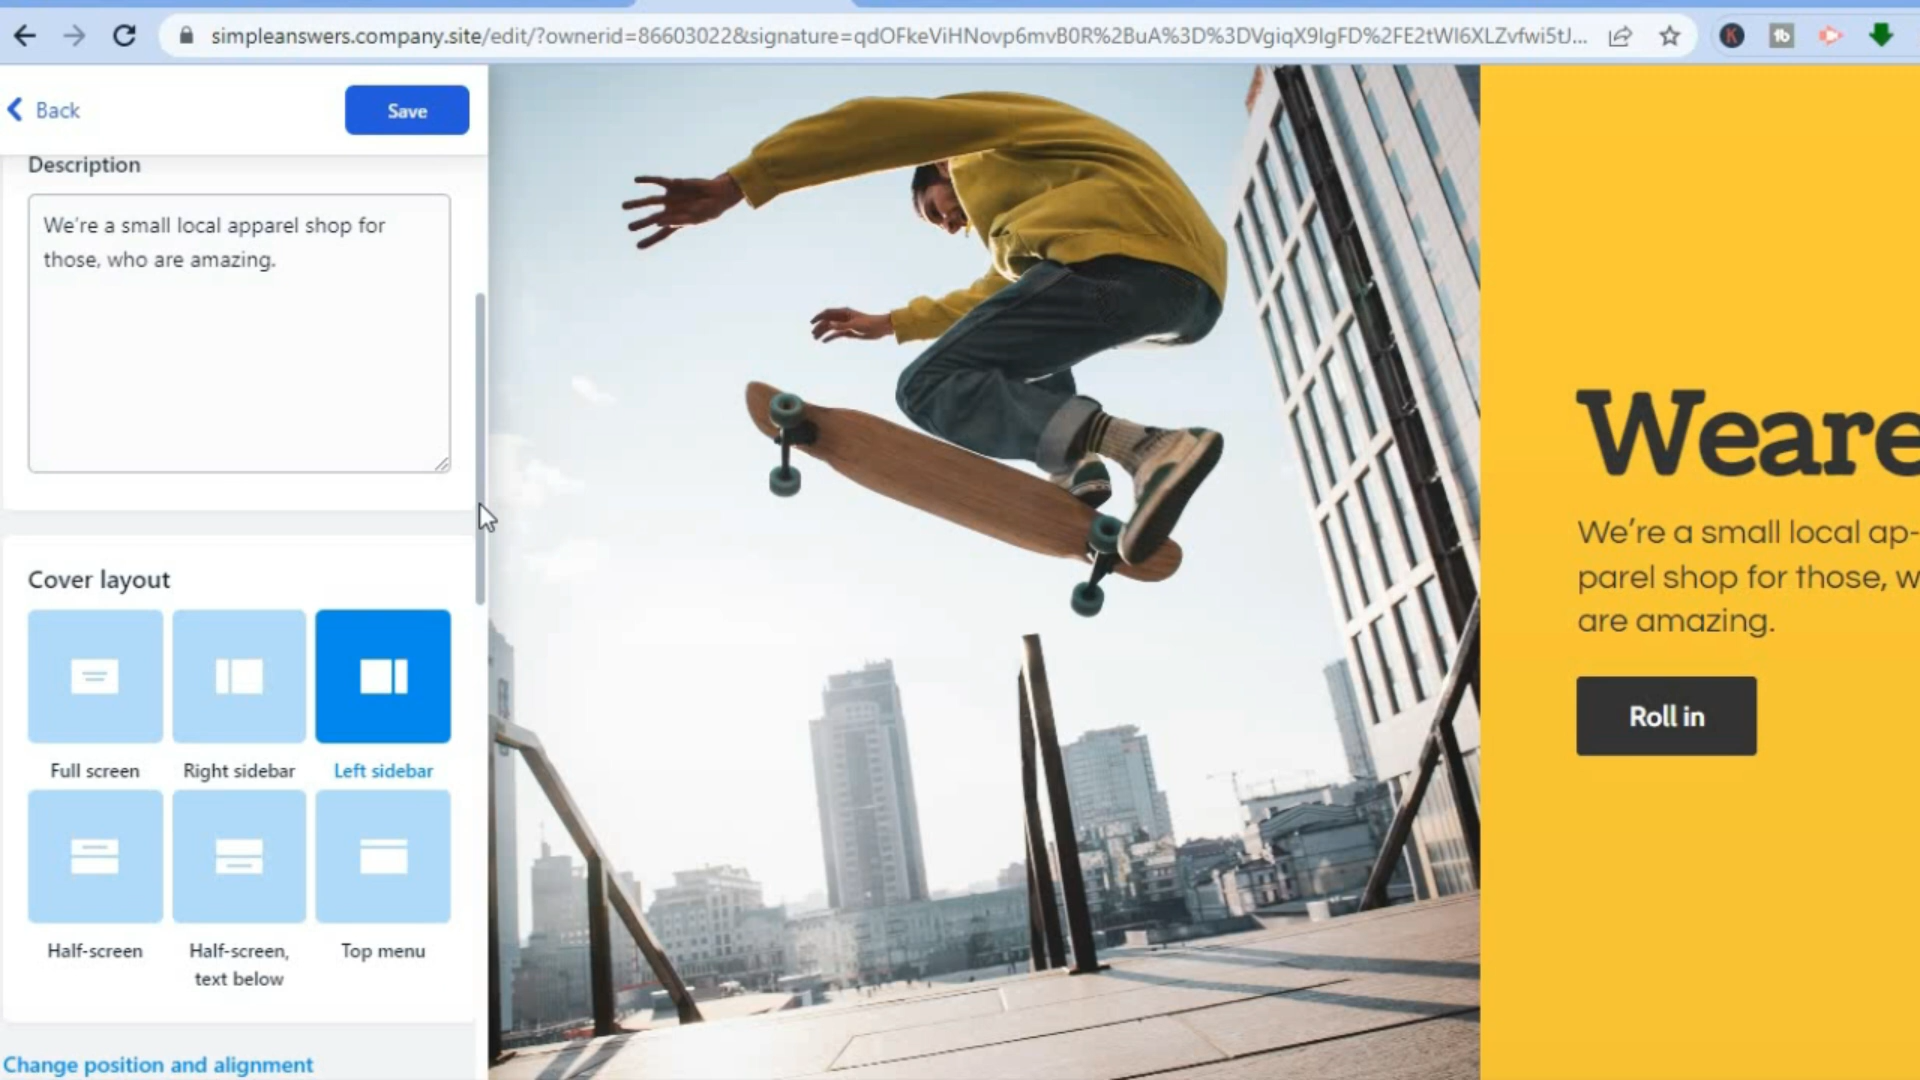 simpleanswers.company.site/edit/?ownerid=86603022&signature=qdOFkeViHNovp6mvB0R%2BuA%3D%3DVgiqX9IgFD%2FE2tWI6XLZvfwi5tJ...
K
tb
Back
Save
Description
We're a small local apparel shop for
those, who are amazing.
Cover layout
Full screen
Right sidebar
Left sidebar
Half-screen
Half-screen,
text below
Top menu
Change position and alignment
Weare
We're a small local ap-
parel shop for those, w
are amazing.
Roll in